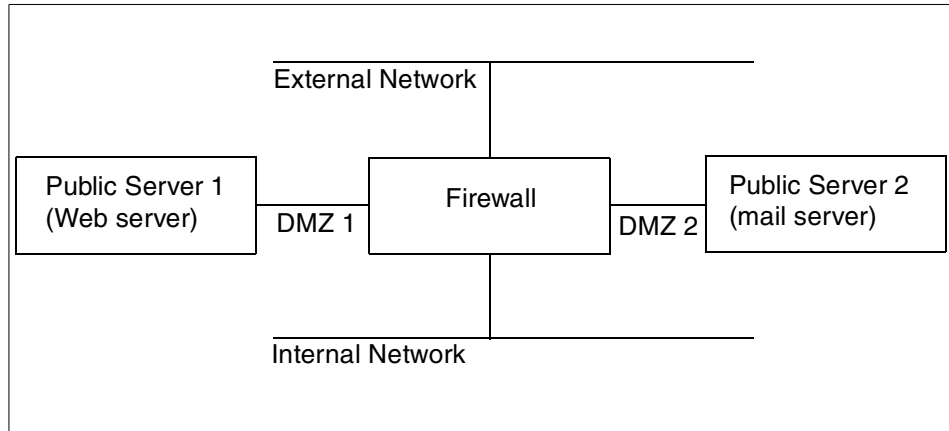 External Network
Public Server 1
(Web server)
DMZ 1
Firewall
DMZ 2
Public Server 2
(mail server)
Internal Network